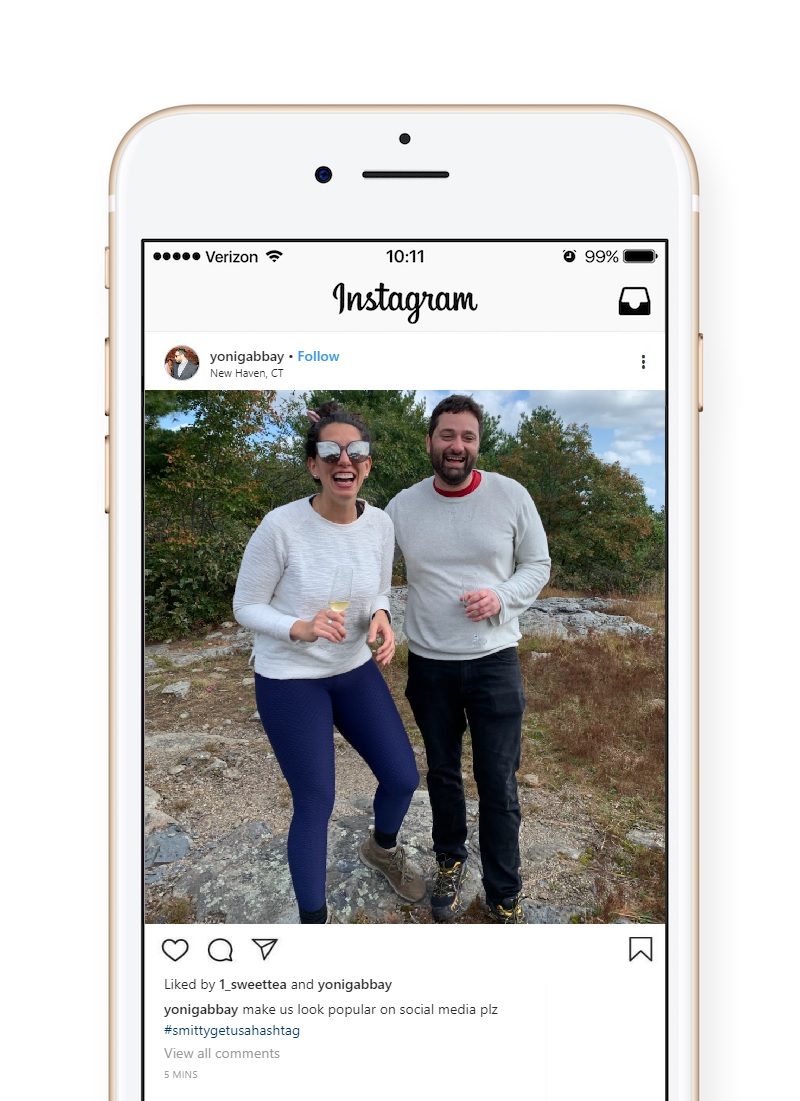 ●●●●● Verizon 10:11 99%
Instagram
yonigabbay • Follow
New Haven, CT
Liked by 1_sweettea and yonigabbay
yonigabbay make us look popular on social media plz
#smittygetusahashtag
View all comments
5 MINS